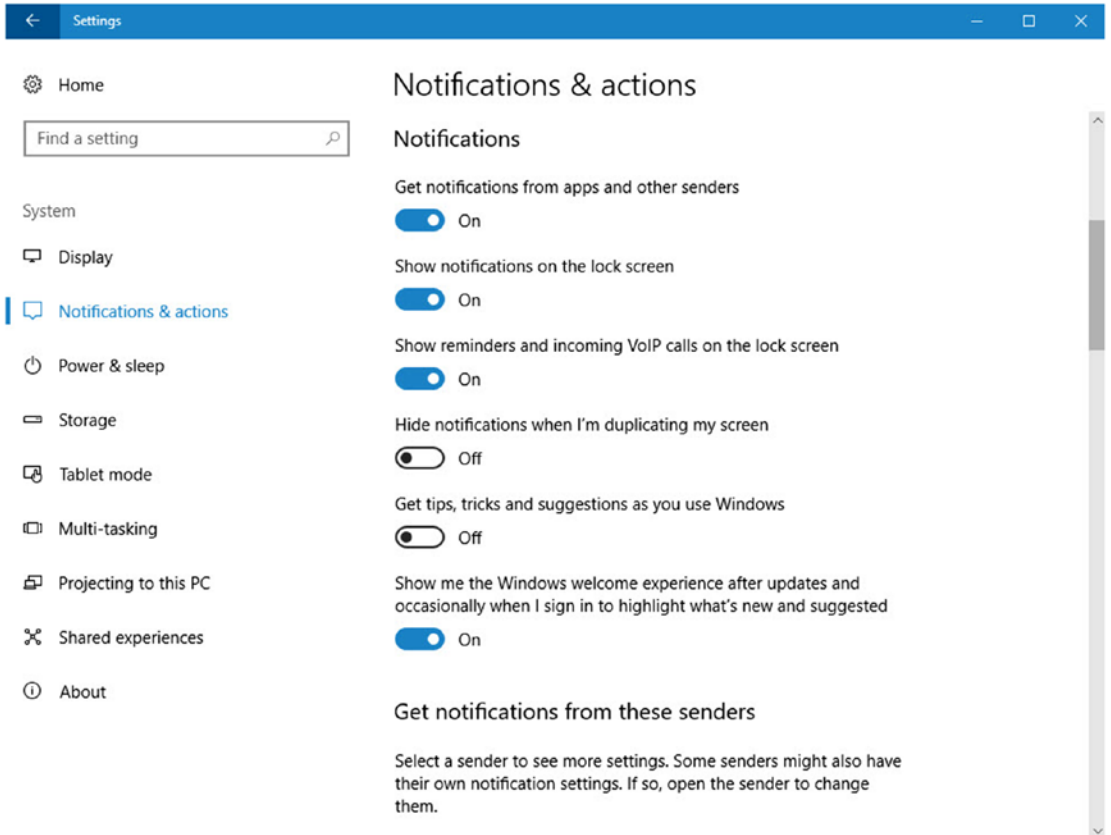 Settings
Home
Find a setting
System
Display
Notifications & actions
Power & sleep
Storage
Tablet mode
Multi-tasking
Projecting to this PC
Shared experiences
About
Notifications & actions
Notifications
Get notifications from apps and other senders
On
Show notifications on the lock screen
On
Show reminders and incoming VoIP calls on the lock screen
On
Hide notifications when I'm duplicating my screen
Off
Get tips, tricks and suggestions as you use Windows
Off
Show me the Windows welcome experience after updates and
occasionally when I sign in to highlight what's new and suggested
On
Get notifications from these senders
Select a sender to see more settings. Some senders might also have
their own notification settings. If so, open the sender to change
them.